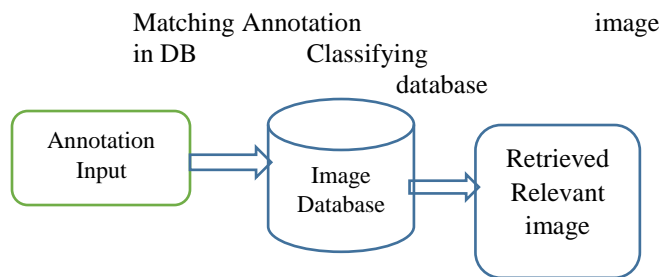 Matching Annotation image
in DB Classifying
database
Annotation
Input
Image
Database
Retrieved
Relevant
image